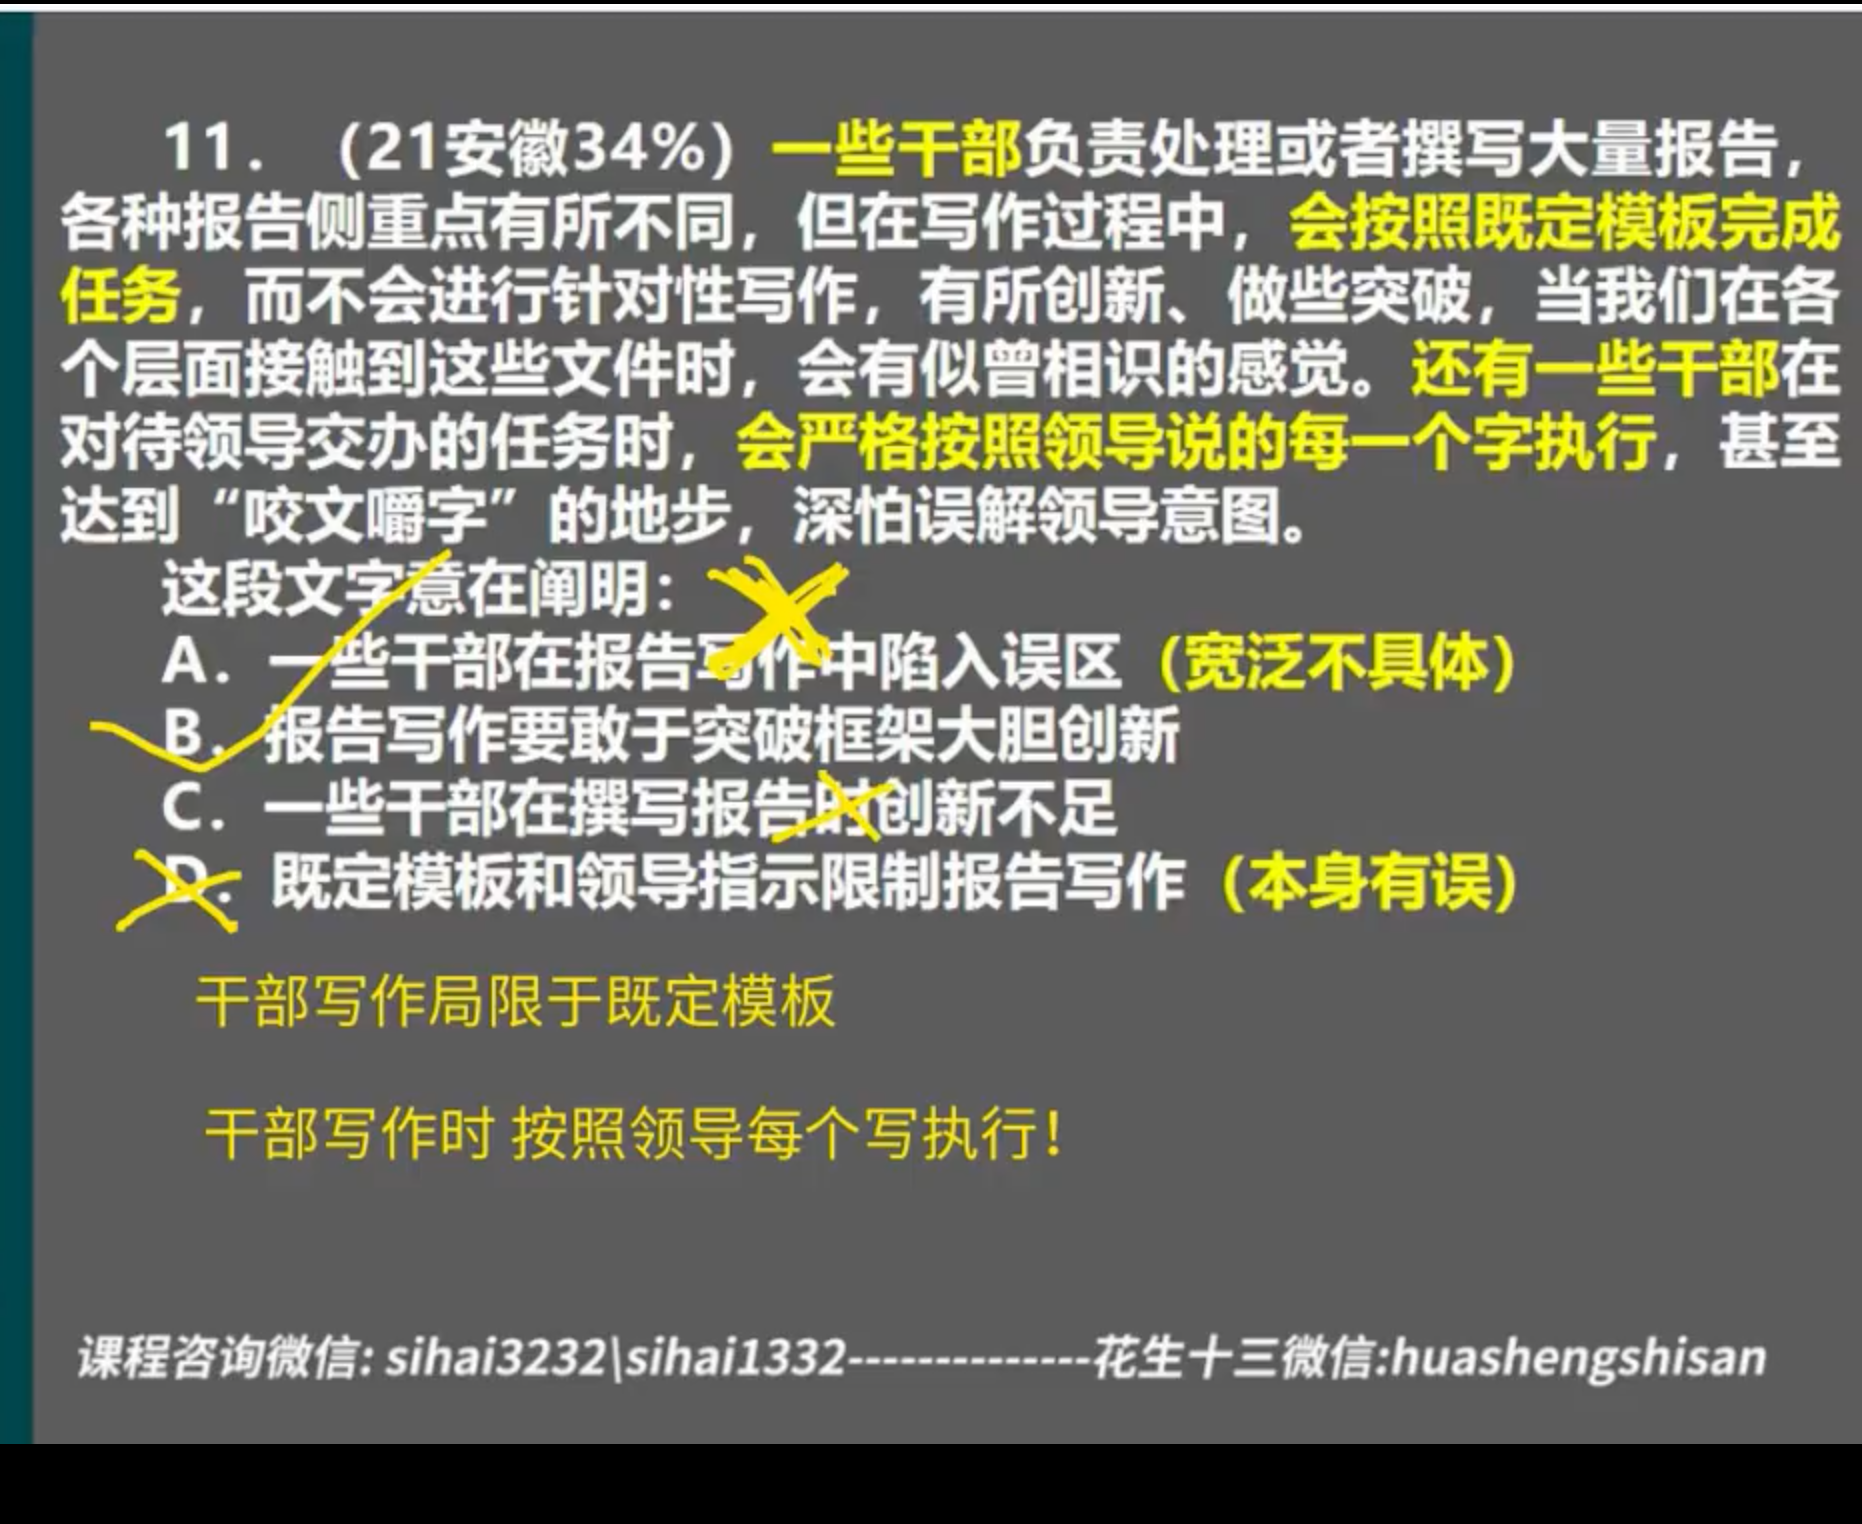 11. （21安徽34%）一些干部负责处理或者撰写大量报告，
各种报告侧重点有所不同，但在写作过程中，会按照既定模板完成
任务，而不会进行针对性写作，有所创新、做些突破，当我们在各
个层面接触到这些文件时，会有似曾相识的感觉。还有一些干部在
对待领导交办的任务时，会严格按照领导说的每一个字执行，甚至
达到“咬文嚼字”的地步，深怕误解领导意图。
这段文字意在阐明：
A. 一些干部在报告写作中陷入误区（宽泛不具体）
B. 报告写作要敢于突破框架大胆创新
C. 一些干部在撰写报告时创新不足
D. 既定模板和领导指示限制报告写作（本身有误）
干部写作局限于既定模板
干部写作时 按照领导每个写执行！
课程咨询微信: sihai3232\sihai1332--------------花生十三微信:huashengshisan